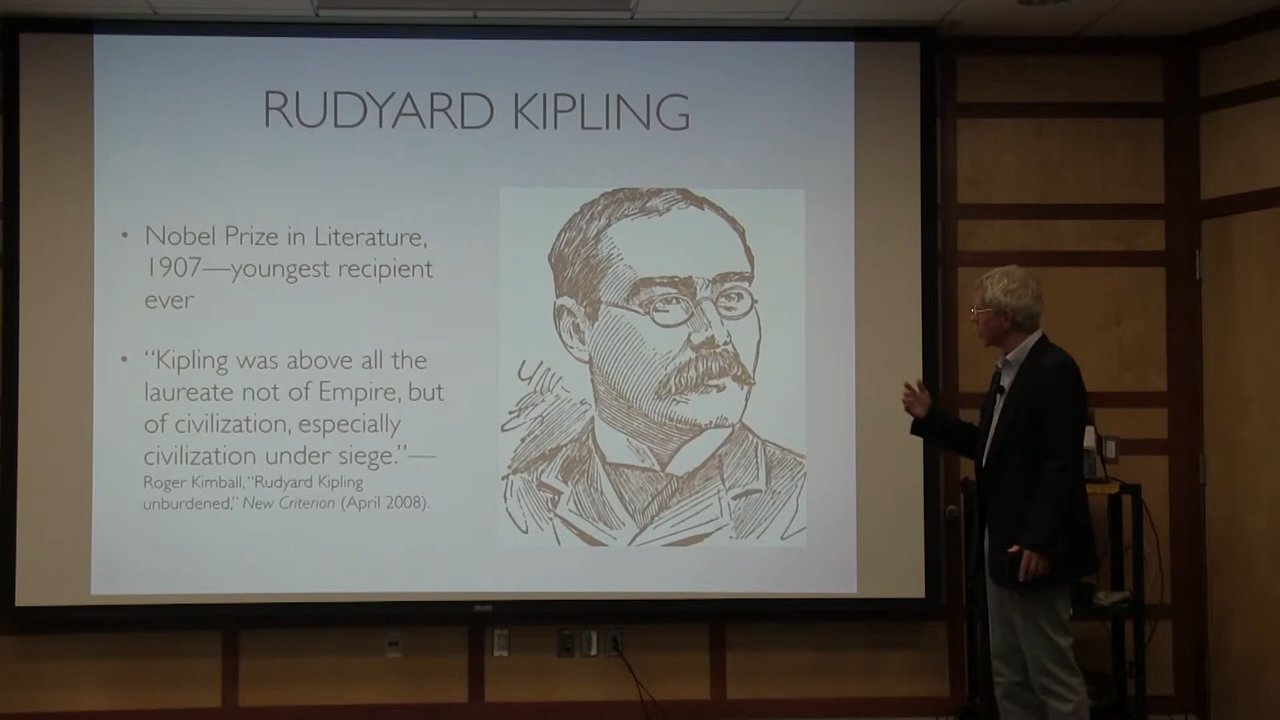 RUDYARD KIPLING
• Nobel Prize in Literature,
1907—youngest recipient
ever
• “Kipling was above all the
laureate not of Empire, but
of civilization, especially
civilization under siege.”—
Roger Kimball, “Rudyard Kipling
unburdened,” New Criterion (April 2008).